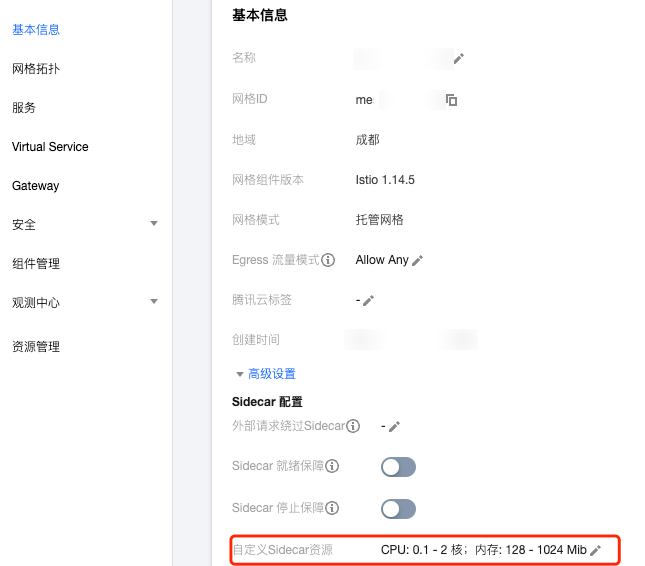 基本信息
网格拓扑
服务
Virtual Service
Gateway
安全
组件管理
观测中心
资源管理
基本信息
名称
网格ID me
地域 成都
网格组件版本 Istio 1.14.5
网格模式 托管网格
Egress 流量模式 Allow Any
腾讯云标签 -
创建时间
高级设置
Sidecar 配置
外部请求绕过Sidecar -
Sidecar 就绪保障
Sidecar 停止保障
自定义Sidecar资源 CPU: 0.1 - 2 核；内存: 128 - 1024 Mib